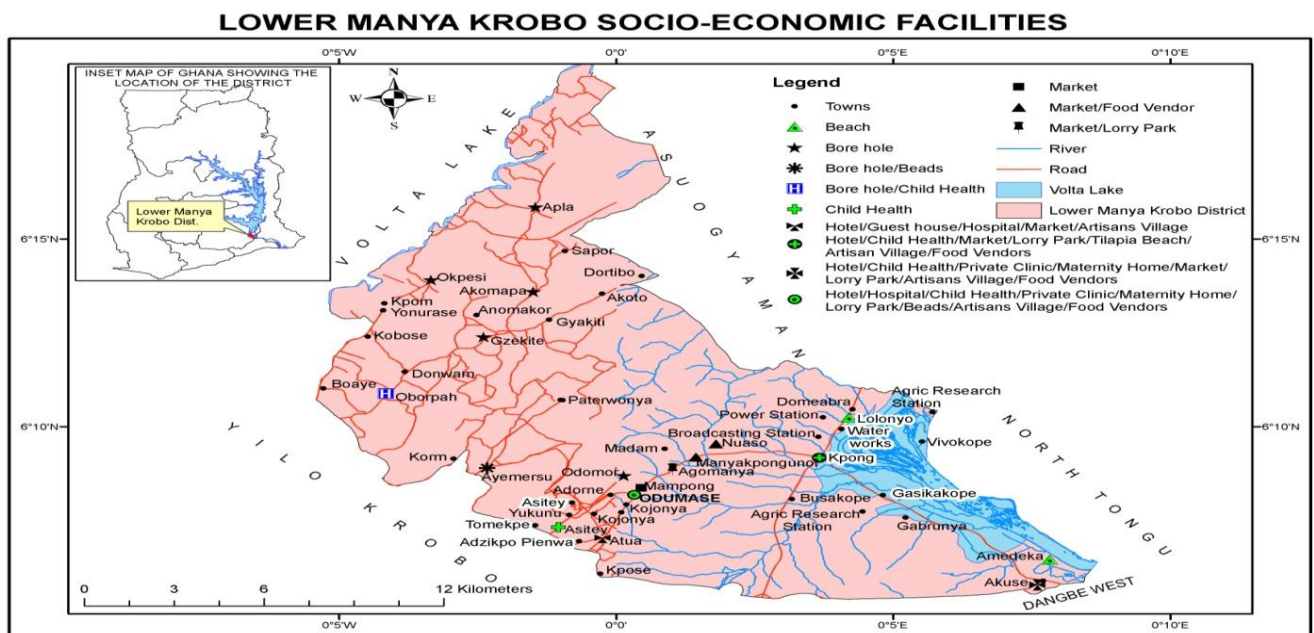 LOWER MANYA KROBO SOCIO-ECONOMIC FACILITIES
0°5'W
0°0'
0°5'E
0°10'E
INSET MAP OF GHANA SHOWING THE
LOCATION OF THE DISTRICT
Lower Manya
Krobo Dist.
N
W
E
S
Legend
Towns
Beach
Bore hole
Bore hole/Beads
H
Bore hole/Child Health
Child Health
Hotel/Guest house/Hospital/Market/Artisans Village
Hotel/Child Health/Market/Lorry Park/Tilapia Beach/
Artisan Village/Food Vendors
Hotel/Child Health/Private Clinic/Maternity Home/Market/
Lorry Park/Artisans Village/Food Vendors
Hotel/Hospital/Child Health/Private Clinic/Maternity Home/
Lorry Park/Beads/Artisans Village/Food Vendors
Market
Market/Food Vendor
Market/Lorry Park
River
Road
Volta Lake
Lower Manya Krobo District
VOLTA LAKE
ASUOGYAMAN
6°15'N
6°15'N
Apla
Sapor
Dortibo
Okpesi
Akomapa
Akoto
Kpom
Yonurase
Anomakor
Gyakiti
Kobose
Gzekite
Donwam
Boaye
H
Oborpah
Paterwonya
YILO KROBO
NORTH TONGU
6°10'N
6°10'N
Agric Research
Station
Domeabra
Power Station
Lolonyo
Water
works
Broadcasting Station
Vivokope
Nuaso
Madam
Kpong
Korm
Manyakpongunor
Agomanya
Odomor
Ayemersu
Mampong
Adorne
ODUMASE
Gasikakope
Busakope
Asitey
Kojonya
Yukunu
Kojonya
Agric Research
Station
Gabrunya
Tomekpe
Asitey
Adzikpo Pienwa
Atua
Amedeka
Kpose
Akuse
DANGBE WEST
0
3
6
12 Kilometers
0°5'W
0°0'
0°5'E
0°10'E